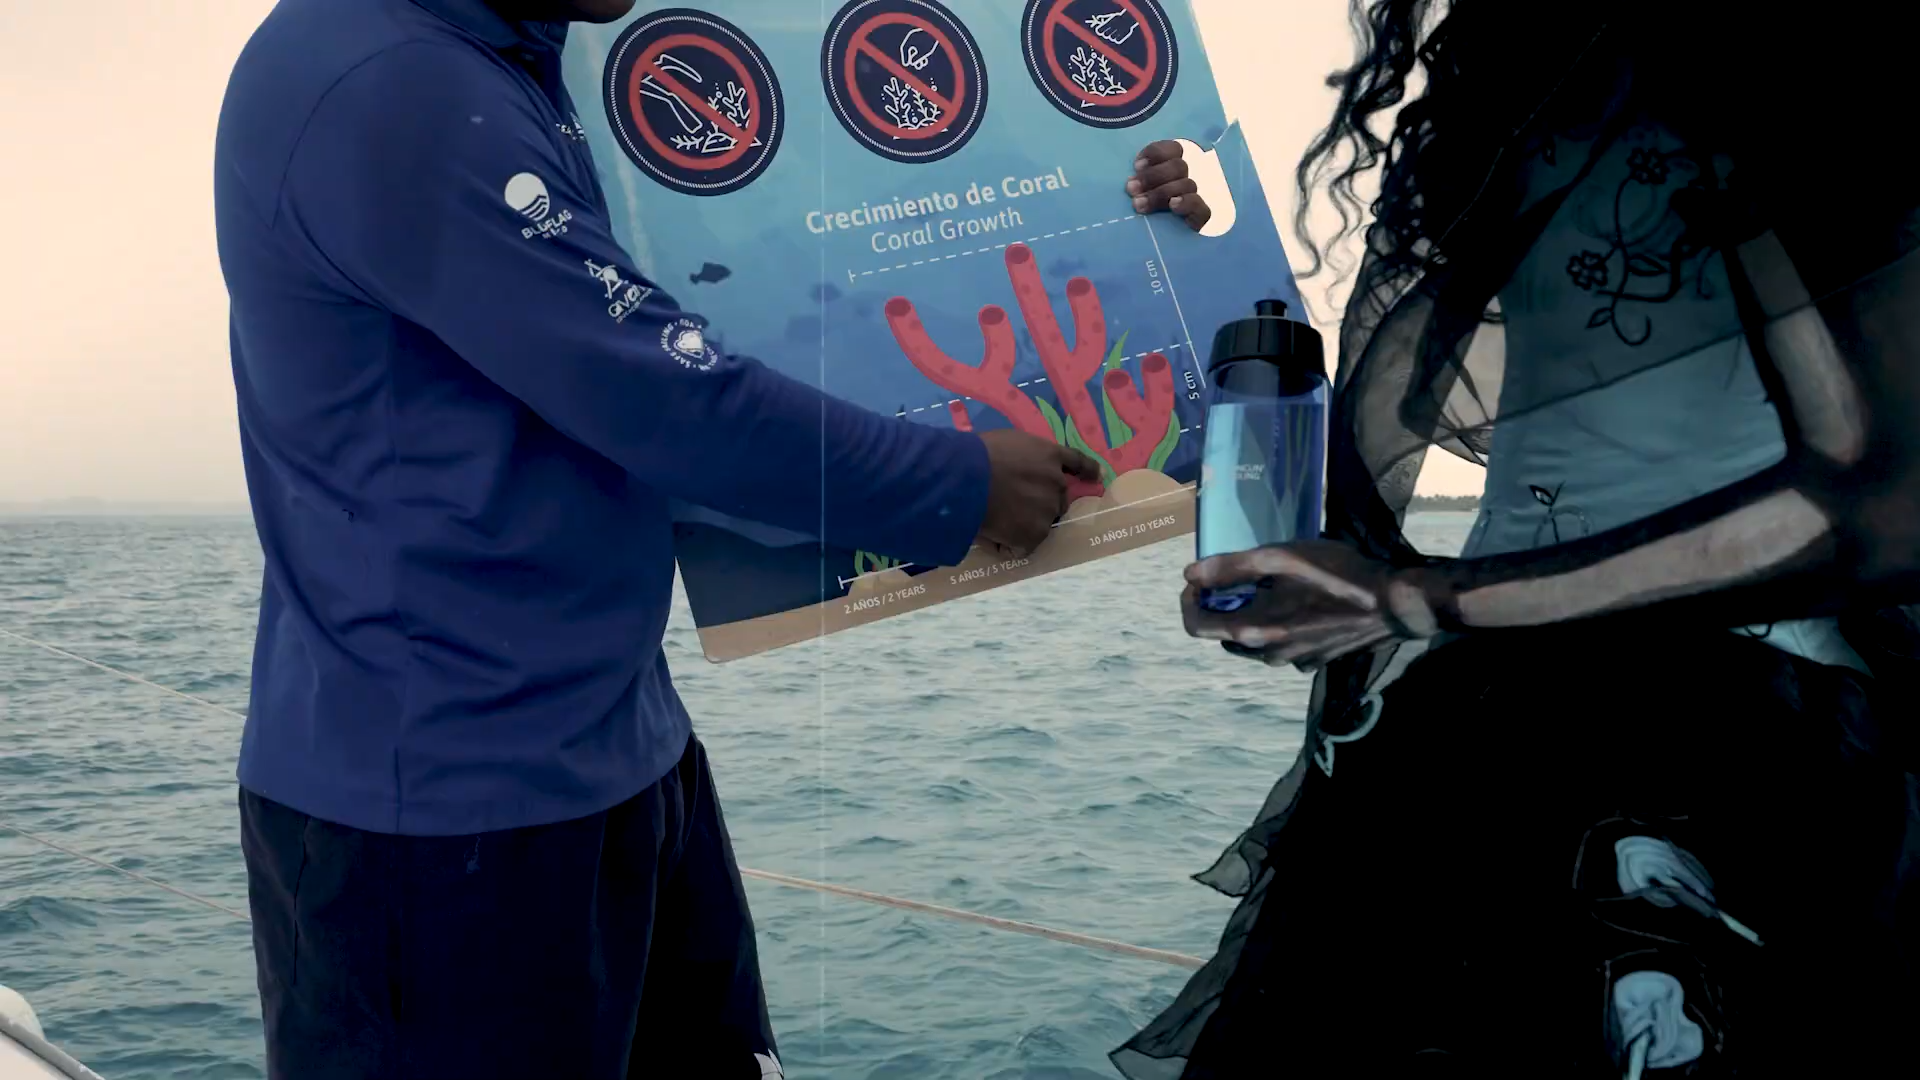 Crecimiento de Coral
Coral Growth
10 cm
5 cm
10 AÑOS / 10 YEARS
5 AÑOS / 5 YEARS
2 AÑOS / 2 YEARS